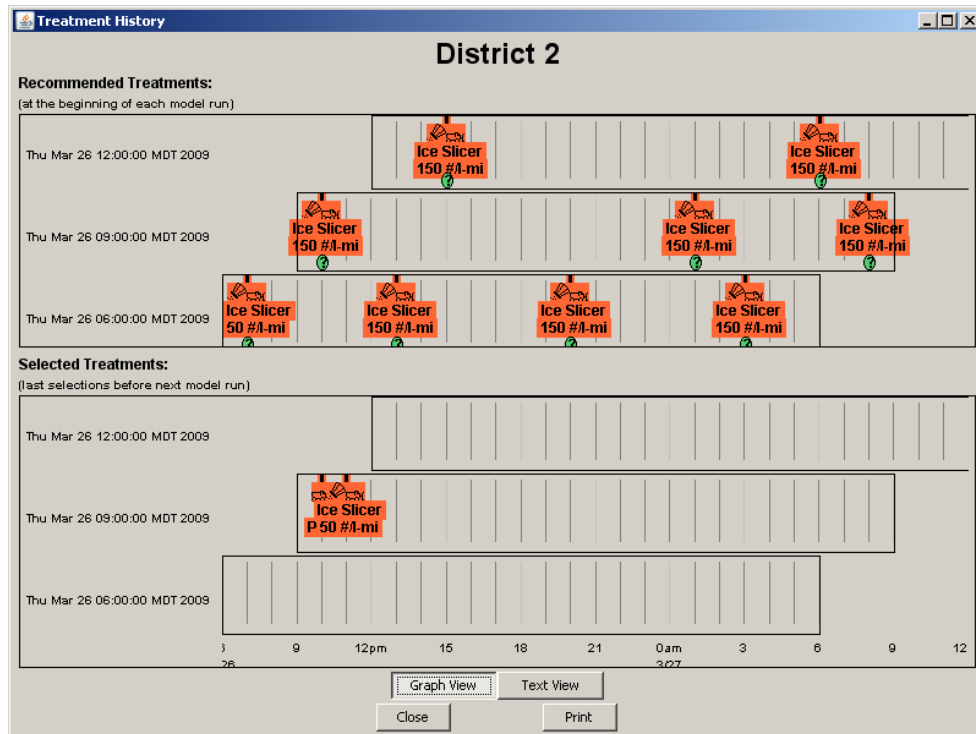 Treatment History
District 2
Recommended Treatments:
(at the beginning of each model run)
Thu Mar 26 12:00:00 MDT 2009
Ice Slicer
150 #/l-mi
?
Ice Slicer
150 #/l-mi
?
Thu Mar 26 09:00:00 MDT 2009
Ice Slicer
150 #/l-mi
?
Ice Slicer
150 #/l-mi
?
Ice Slicer
150 #/l-mi
?
Thu Mar 26 06:00:00 MDT 2009
Ice Slicer
50 #/l-mi
?
Ice Slicer
150 #/l-mi
?
Ice Slicer
150 #/l-mi
?
Ice Slicer
150 #/l-mi
?
Selected Treatments:
(last selections before next model run)
Thu Mar 26 12:00:00 MDT 2009
Thu Mar 26 09:00:00 MDT 2009
Ice Slicer
P 50 #/l-mi
Thu Mar 26 06:00:00 MDT 2009
9 12pm 15 18 21 0am 3 6 9 12
26 3/27
Graph View Text View
Close Print